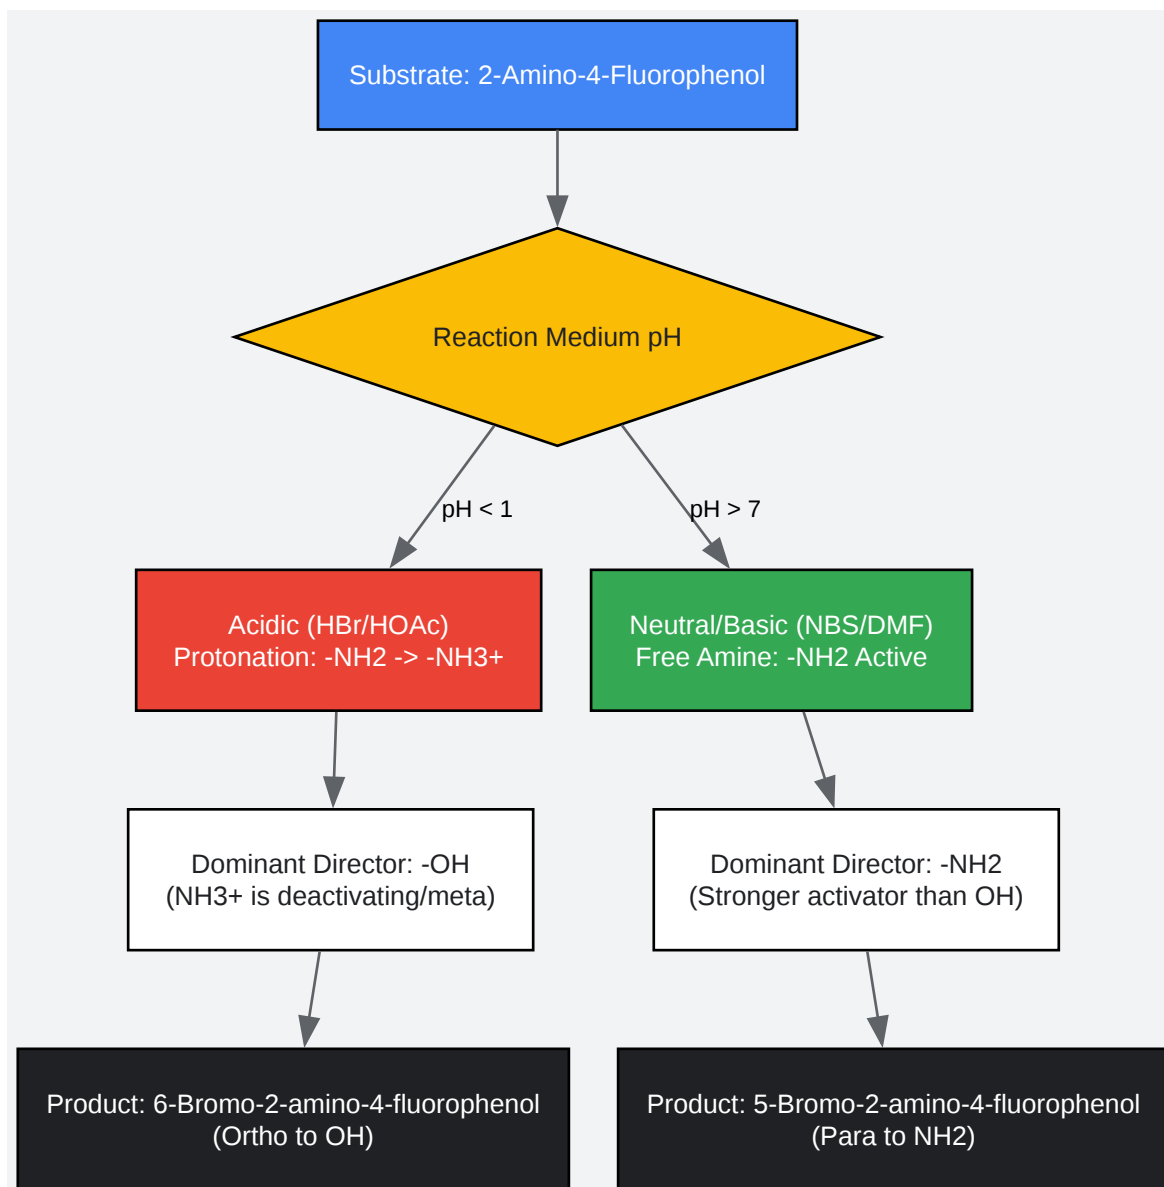 Substrate: 2-Amino-4-Fluorophenol
Reaction Medium pH
pH < 1
pH > 7
Acidic (HBr/HOAc)
Protonation: -NH2 -> -NH3+
Neutral/Basic (NBS/DMF)
Free Amine: -NH2 Active
Dominant Director: -OH
(NH3+ is deactivating/meta)
Dominant Director: -NH2
(Stronger activator than OH)
Product: 6-Bromo-2-amino-4-fluorophenol
(Ortho to OH)
Product: 5-Bromo-2-amino-4-fluorophenol
(Para to NH2)